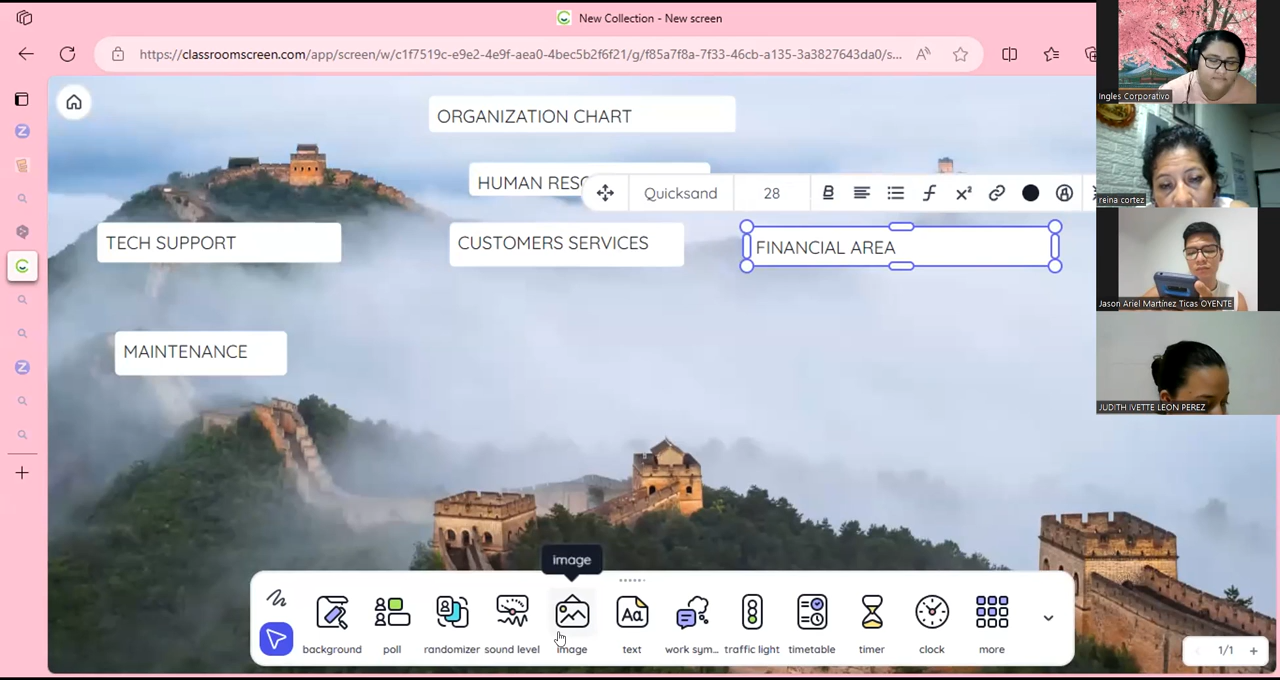 New Collection - New screen
https://classroomscreen.com/app/screen/w/c1f7519c-e9e2-4e9f-aea0-4bec5b2f6f21/g/f85a7f8a-7f33-46cb-a135-3a3827643da0/s...
Ingles Corporativo
reina cortez
Jason Ariel Martínez Ticas OYENTE
JUDITH IVETTE LEON PEREZ
ORGANIZATION CHART
HUMAN RESO
Quicksand 28
TECH SUPPORT
CUSTOMERS SERVICES
FINANCIAL AREA
MAINTENANCE
image
background poll randomizer sound level image text work sym... traffic light timetable timer clock more
1/1